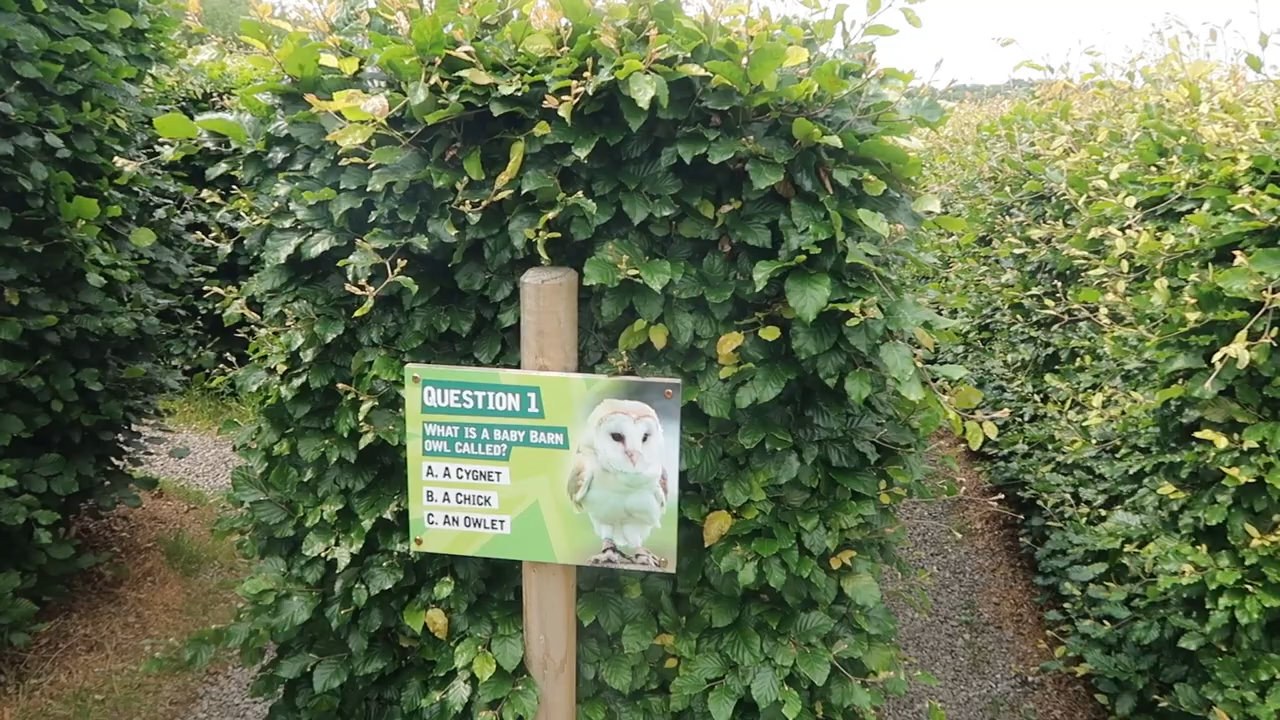 QUESTION 1
WHAT IS A BABY BARN
OWL CALLED?
A. A CYGNET
B. A CHICK
C. AN OWLET